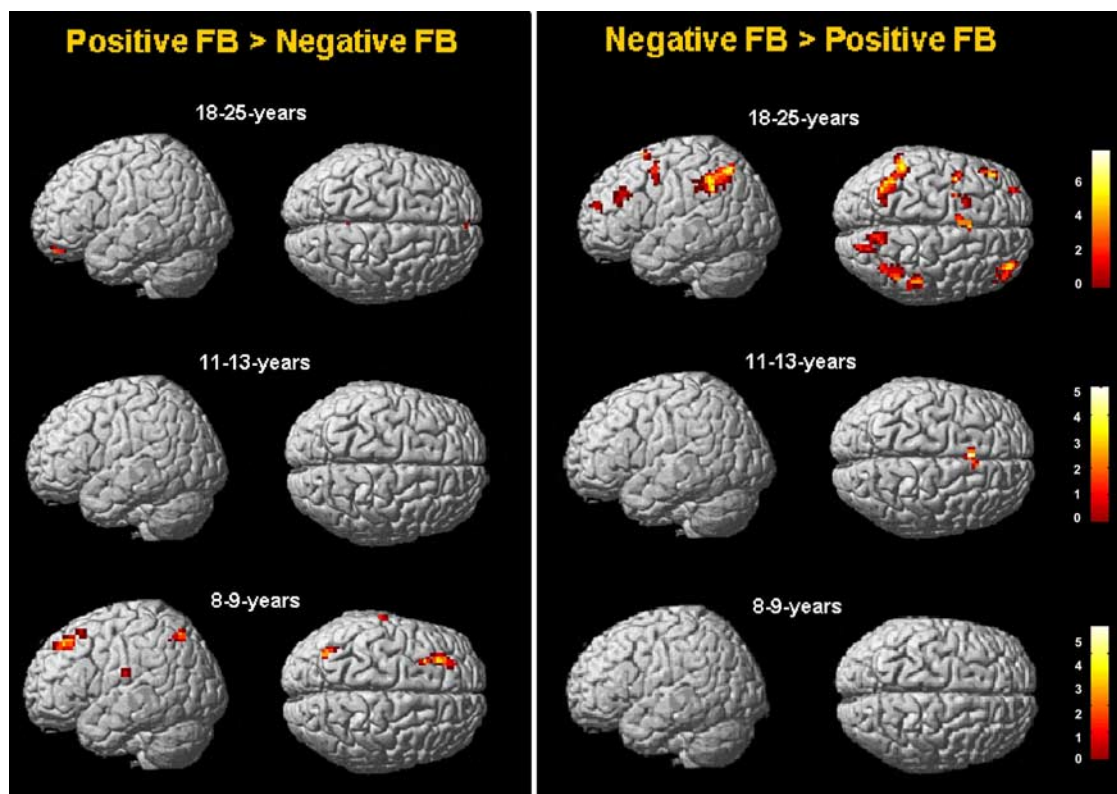 Positive FB > Negative FB
18-25-years
11-13-years
8-9-years
Negative FB > Positive FB
18-25-years
6
4
2
0
11-13-years
5
4
3
2
1
0
8-9-years
5
4
3
2
1
0